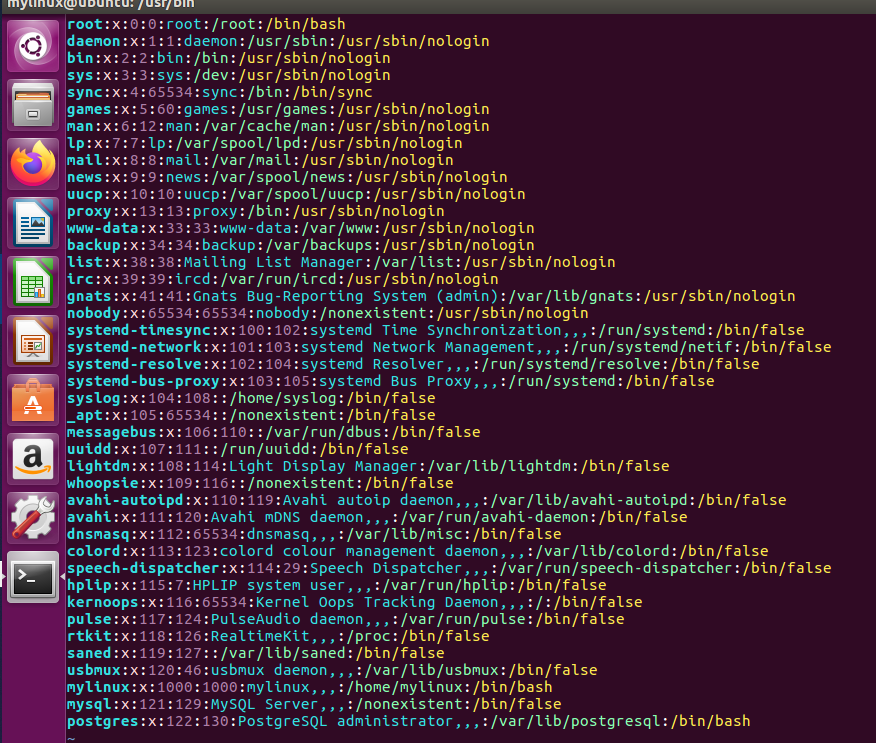 mylinux@ubuntu: /usr/bin
root:x:0:0:root:/root:/bin/bash
daemon:x:1:1:daemon:/usr/sbin:/usr/sbin/nologin
bin:x:2:2:bin:/bin:/usr/sbin/nologin
sys:x:3:3:sys:/dev:/usr/sbin/nologin
sync:x:4:65534:sync:/bin:/bin/sync
games:x:5:60:games:/usr/games:/usr/sbin/nologin
man:x:6:12:man:/var/cache/man:/usr/sbin/nologin
lp:x:7:7:lp:/var/spool/lpd:/usr/sbin/nologin
mail:x:8:8:mail:/var/mail:/usr/sbin/nologin
news:x:9:9:news:/var/spool/news:/usr/sbin/nologin
uucp:x:10:10:uucp:/var/spool/uucp:/usr/sbin/nologin
proxy:x:13:13:proxy:/bin:/usr/sbin/nologin
www-data:x:33:33:www-data:/var/www:/usr/sbin/nologin
backup:x:34:34:backup:/var/backups:/usr/sbin/nologin
list:x:38:38:Mailing List Manager:/var/list:/usr/sbin/nologin
irc:x:39:39:ircd:/var/run/ircd:/usr/sbin/nologin
gnats:x:41:41:Gnats Bug-Reporting System (admin):/var/lib/gnats:/usr/sbin/nologin
nobody:x:65534:65534:nobody:/nonexistent:/usr/sbin/nologin
systemd-timesync:x:100:102:systemd Time Synchronization,,,:/run/systemd:/bin/false
systemd-network:x:101:103:systemd Network Management,,,:/run/systemd/netif:/bin/false
systemd-resolve:x:102:104:systemd Resolver,,,:/run/systemd/resolve:/bin/false
systemd-bus-proxy:x:103:105:systemd Bus Proxy,,,:/run/systemd:/bin/false
syslog:x:104:108::/home/syslog:/bin/false
_apt:x:105:65534::/nonexistent:/bin/false
messagebus:x:106:110::/var/run/dbus:/bin/false
uuidd:x:107:111::/run/uuidd:/bin/false
lightdm:x:108:114:Light Display Manager:/var/lib/lightdm:/bin/false
whoopsie:x:109:116::/nonexistent:/bin/false
avahi-autoipd:x:110:119:Avahi autoip daemon,,,:/var/lib/avahi-autoipd:/bin/false
avahi:x:111:120:Avahi mDNS daemon,,,:/var/run/avahi-daemon:/bin/false
dnsmasq:x:112:65534:dnsmasq,,,:/var/lib/misc:/bin/false
colord:x:113:123:colord colour management daemon,,,:/var/lib/colord:/bin/false
speech-dispatcher:x:114:29:Speech Dispatcher,,,:/var/run/speech-dispatcher:/bin/false
hplip:x:115:7:HPLIP system user,,,:/var/run/hplip:/bin/false
kernoops:x:116:65534:Kernel Oops Tracking Daemon,,,:/:/bin/false
pulse:x:117:124:PulseAudio daemon,,,:/var/run/pulse:/bin/false
rtkit:x:118:126:RealtimeKit,,,:/proc:/bin/false
saned:x:119:127::/var/lib/saned:/bin/false
usbmux:x:120:46:usbmux daemon,,,:/var/lib/usbmux:/bin/false
mylinux:x:1000:1000:mylinux,,,:/home/mylinux:/bin/bash
mysql:x:121:129:MySQL Server,,,:/nonexistent:/bin/false
postgres:x:122:130:PostgreSQL administrator,,,:/var/lib/postgresql:/bin/bash
~